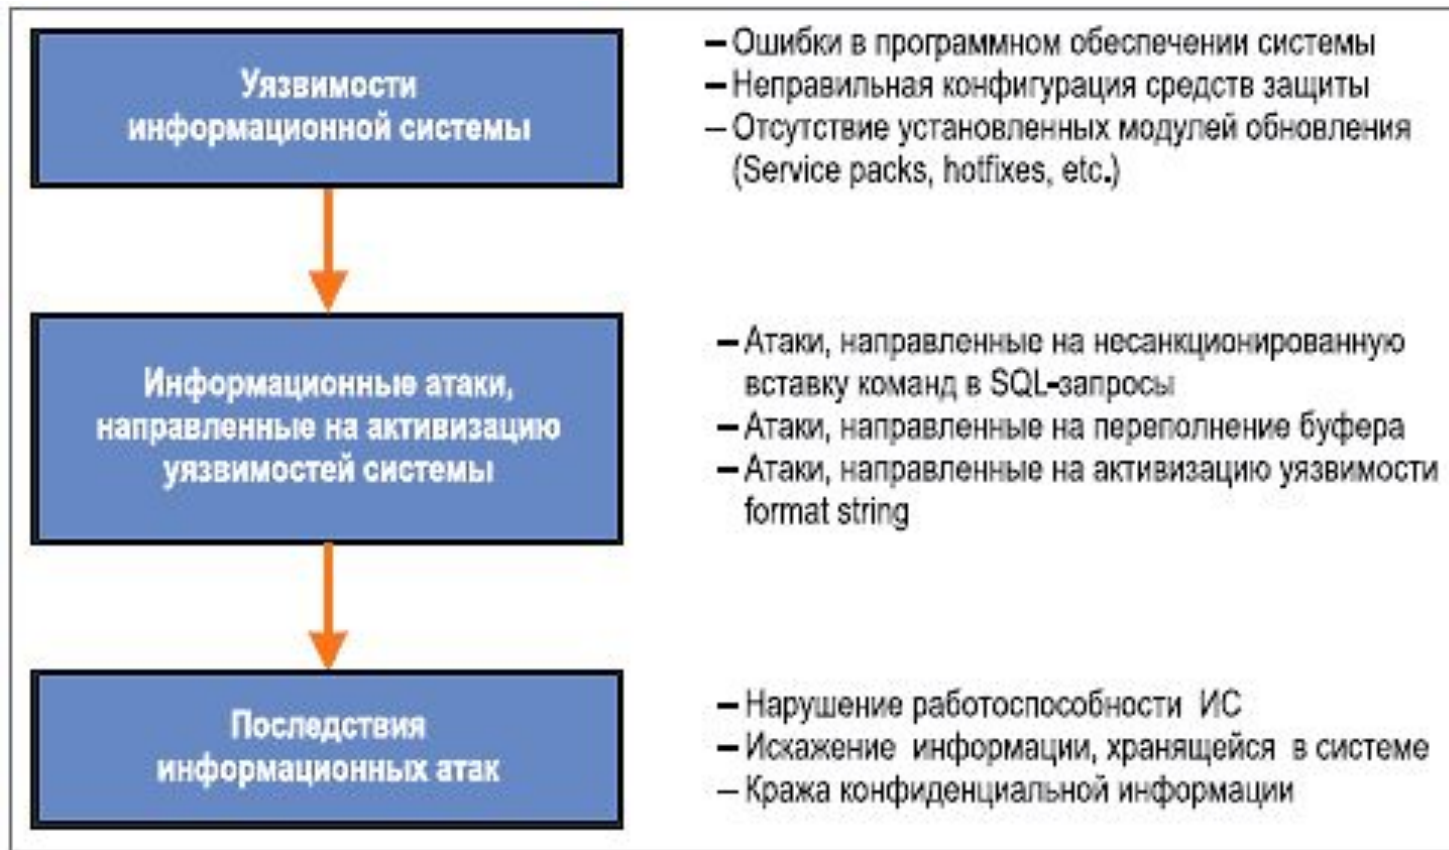 Уязвимости
информационной системы
– Ошибки в программном обеспечении системы
– Неправильная конфигурация средств защиты
– Отсутствие установленных модулей обновления
(Service packs, hotfixes, etc.)
Информационные атаки,
направленные на активизацию
уязвимостей системы
– Атаки, направленные на несанкционированную
вставку команд в SQL-запросы
– Атаки, направленные на переполнение буфера
– Атаки, направленные на активизацию уязвимости
format string
Последствия
информационных атак
– Нарушение работоспособности ИС
– Искажение информации, хранящейся в системе
– Кража конфиденциальной информации